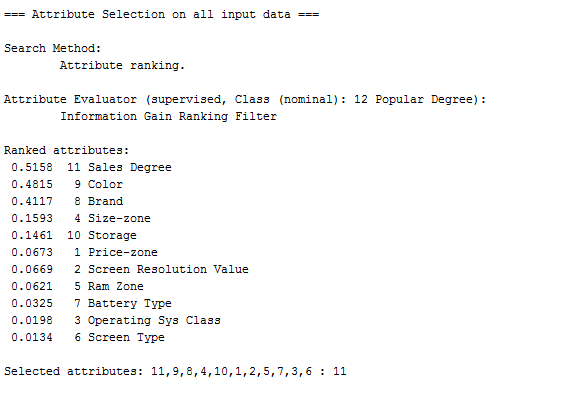 === Attribute Selection on all input data ===
Search Method:
Attribute ranking.
Attribute Evaluator (supervised, Class (nominal): 12 Popular Degree):
Information Gain Ranking Filter
Ranked attributes:
0.5158 11 Sales Degree
0.4815 9 Color
0.4117 8 Brand
0.1593 4 Size-zone
0.1461 10 Storage
0.0673 1 Price-zone
0.0669 2 Screen Resolution Value
0.0621 5 Ram Zone
0.0325 7 Battery Type
0.0198 3 Operating Sys Class
0.0134 6 Screen Type
Selected attributes: 11,9,8,4,10,1,2,5,7,3,6 : 11